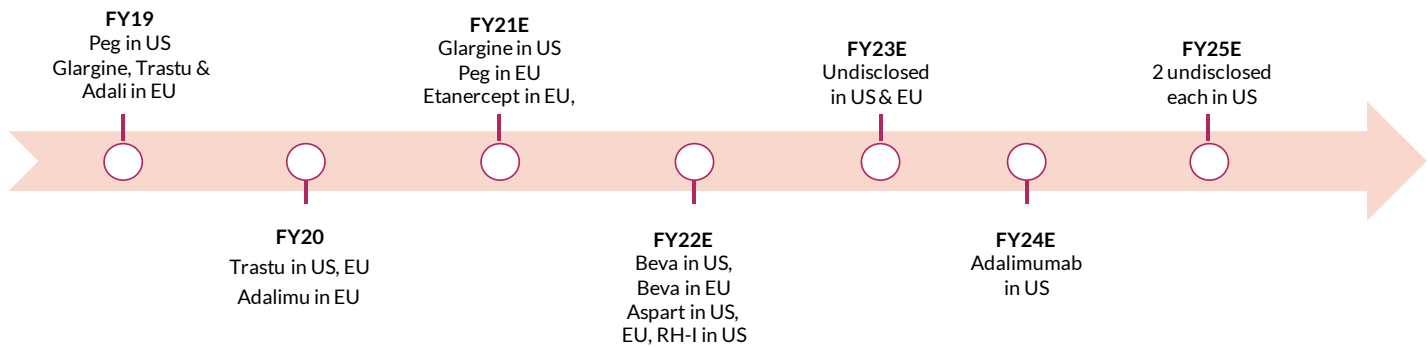 FY19
Peg in US
Glargine, Trastu &
Adali in EU
FY20
Trastu in US, EU
Adalimu in EU
FY21E
Glargine in US
Peg in EU
Etanercept in EU,
FY22E
Beva in US,
Beva in EU
Aspart in US,
EU, RH-I in US
FY23E
Undisclosed
in US & EU
FY24E
Adalimumab
in US
FY25E
2 undisclosed
each in US